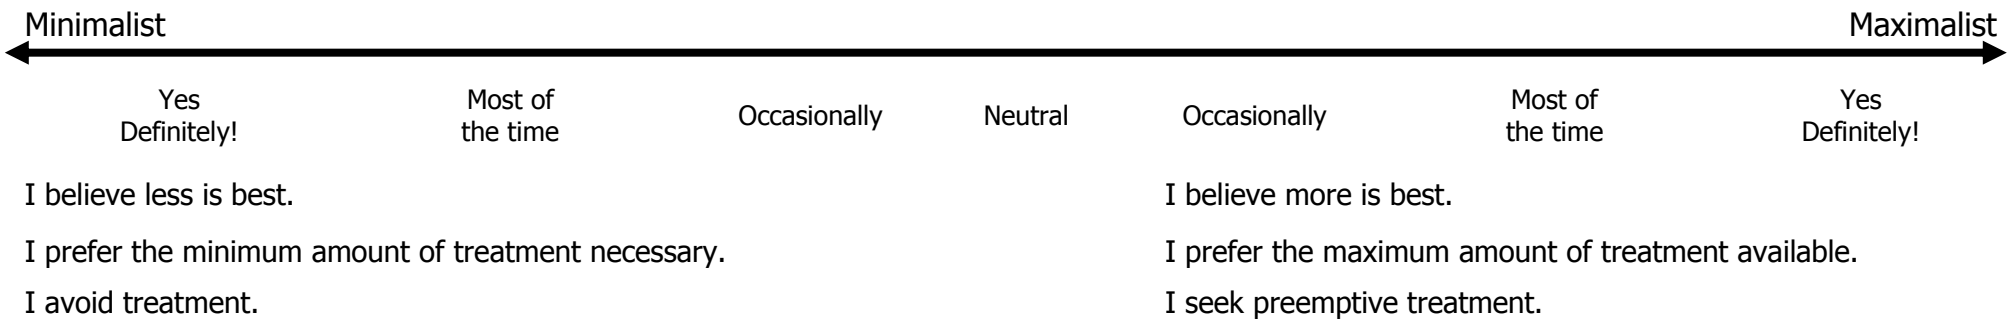 Minimalist Maximalist
Yes Most of Most of Yes
Definitely! the time Occasionally Neutral Occasionally the time Definitely!
I believe less is best. I believe more is best.
I prefer the minimum amount of treatment necessary. I prefer the maximum amount of treatment available.
I avoid treatment. I seek preemptive treatment.